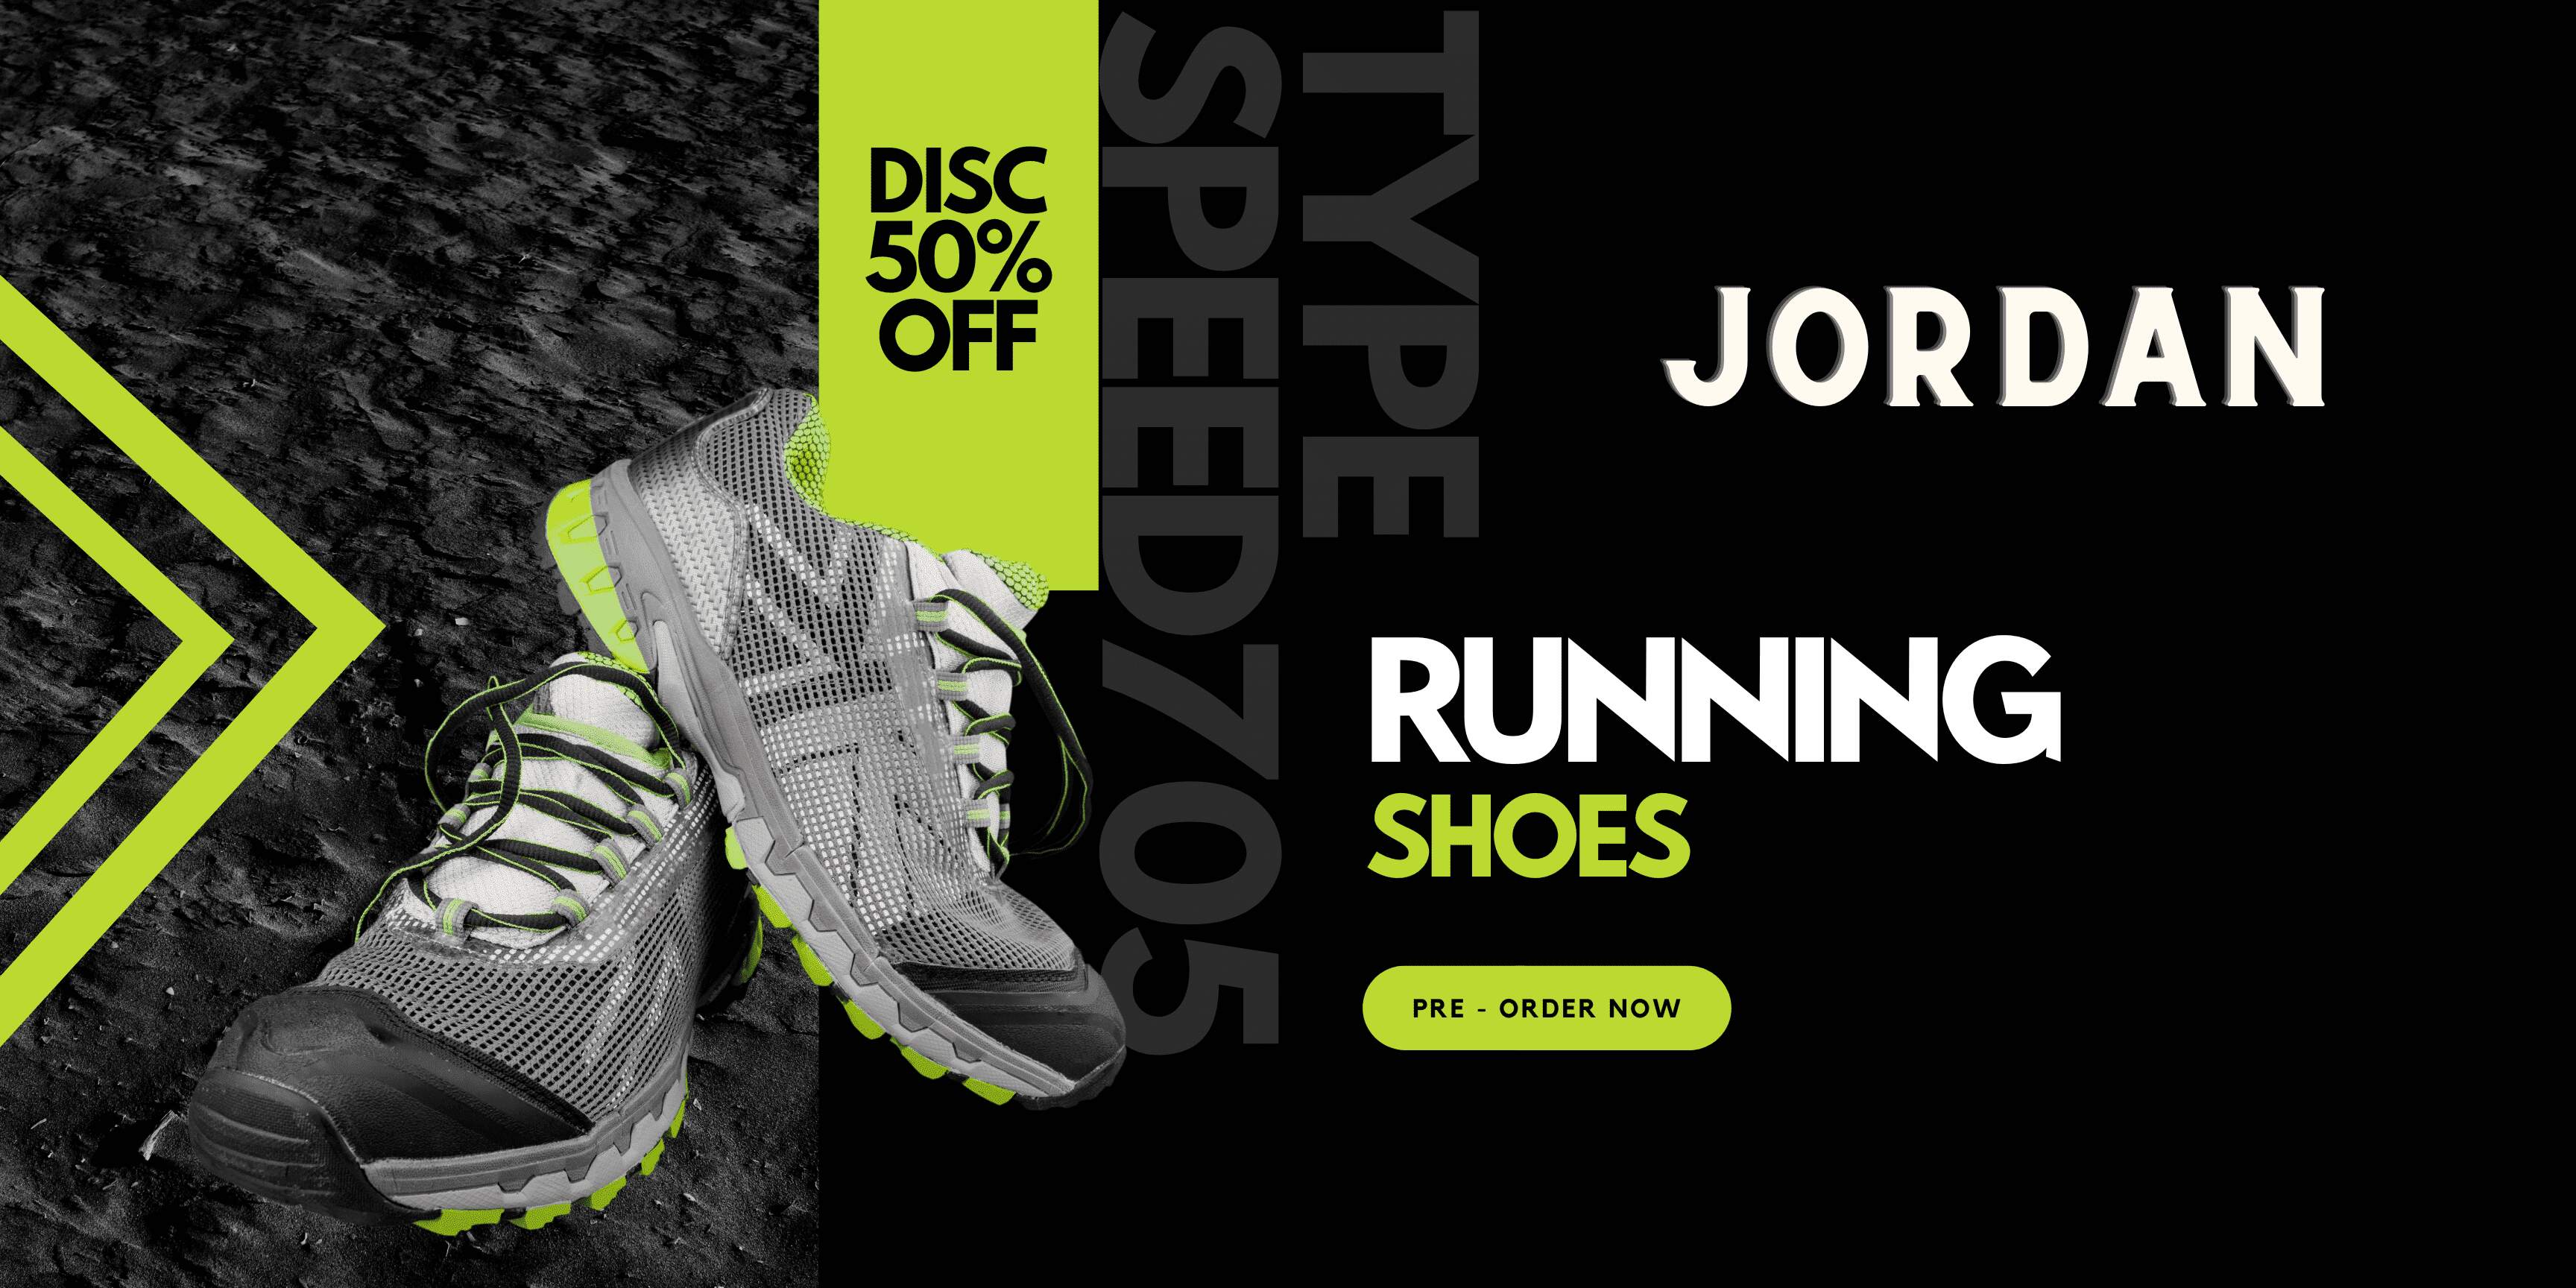 DISC
50%
OFF
TYPE
SPEED705
JORDAN
RUNNING
SHOES
PRE - ORDER NOW